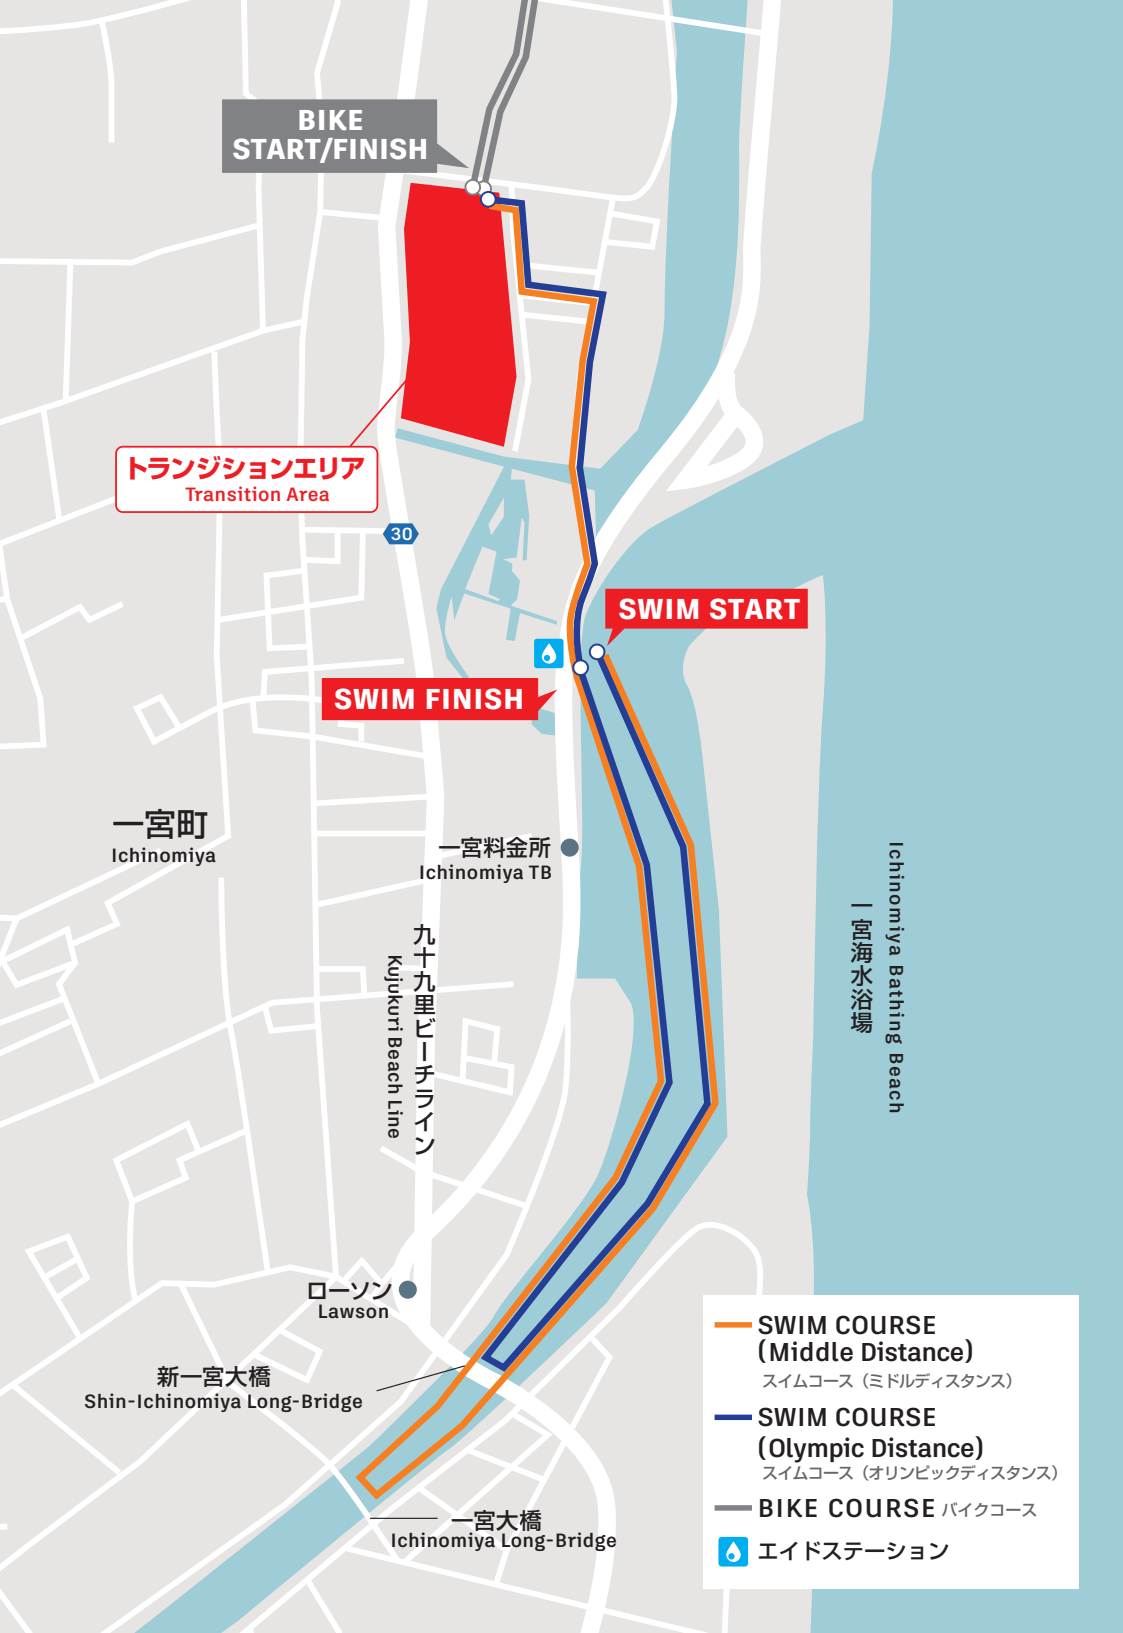 BIKE
START/FINISH
トランジションエリア
Transition Area
30
SWIM START
SWIM FINISH
一宮町
Ichinomiya
一宮料金所
Ichinomiya TB
九十九里ビーチライン
Kujukuri Beach Line
一宮海水浴場
Ichinomiya Bathing Beach
ローソン
Lawson
新一宮大橋
Shin-Ichinomiya Long-Bridge
一宮大橋
Ichinomiya Long-Bridge
SWIM COURSE
(Middle Distance)
スイムコース（ミドルディスタンス）
SWIM COURSE
(Olympic Distance)
スイムコース（オリンピックディスタンス）
BIKE COURSE バイクコース
エイドステーション